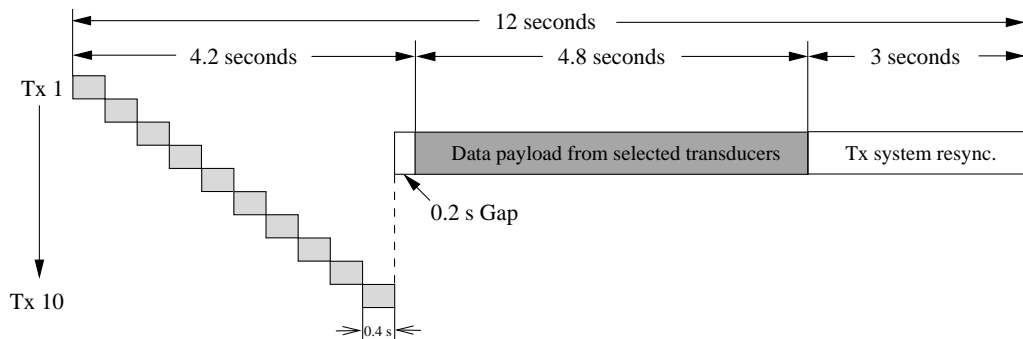 12 seconds
4.2 seconds
4.8 seconds
3 seconds
Tx 1
Data payload from selected transducers
Tx system resync.
0.2 s Gap
Tx 10
0.4 s